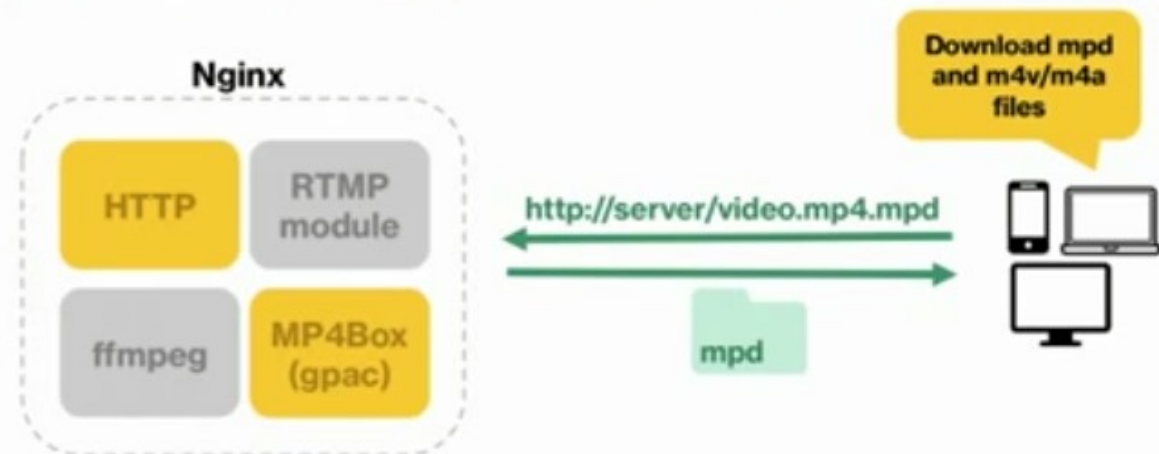 Nginx
HTTP
RTMP
module
ffmpeg
MP4Box
(gpac)
http://server/video.mp4.mpd
mpd
Download mpd
and m4v/m4a
files